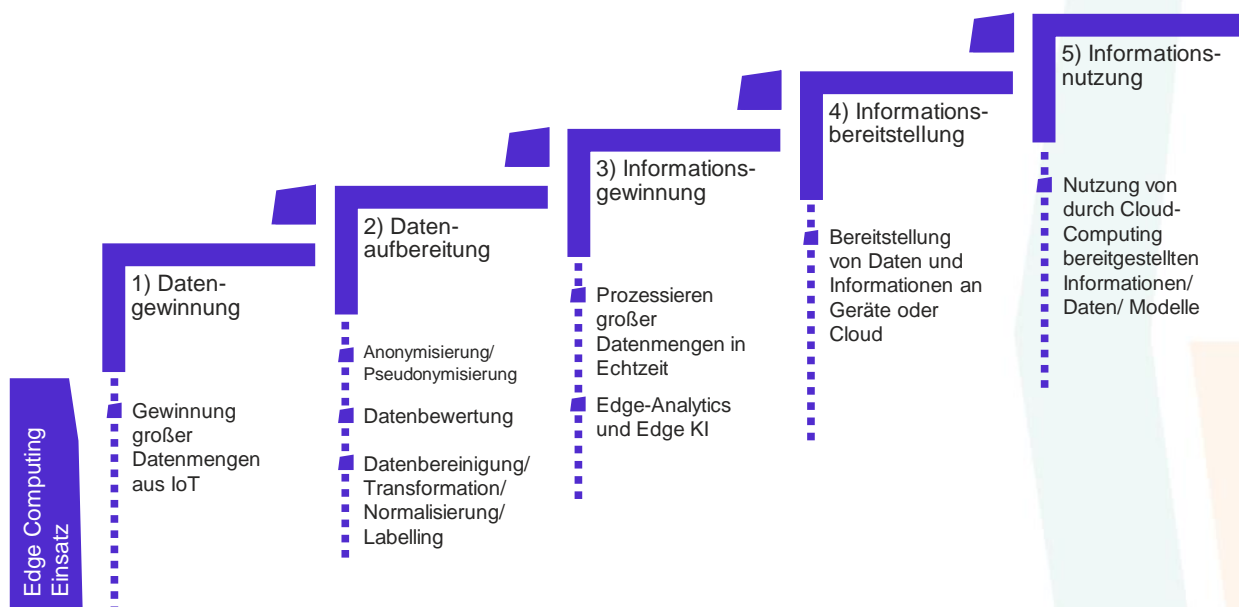 Edge Computing
Einsatz
1) Daten-
gewinnung
Gewinnung
großer
Datenmengen
aus IoT
2) Daten-
aufbereitung
Anonymisierung/
Pseudonymisierung
Datenbewertung
Datenbereinigung/
Transformation/
Normalisierung/
Labelling
3) Informations-
gewinnung
Prozessieren
großer
Datenmengen in
Echtzeit
Edge-Analytics
und Edge KI
4) Informations-
bereitstellung
Bereitstellung
von Daten und
Informationen an
Geräte oder
Cloud
5) Informations-
nutzung
Nutzung von
durch Cloud-
Computing
bereitgestellten
Informationen/
Daten/ Modelle